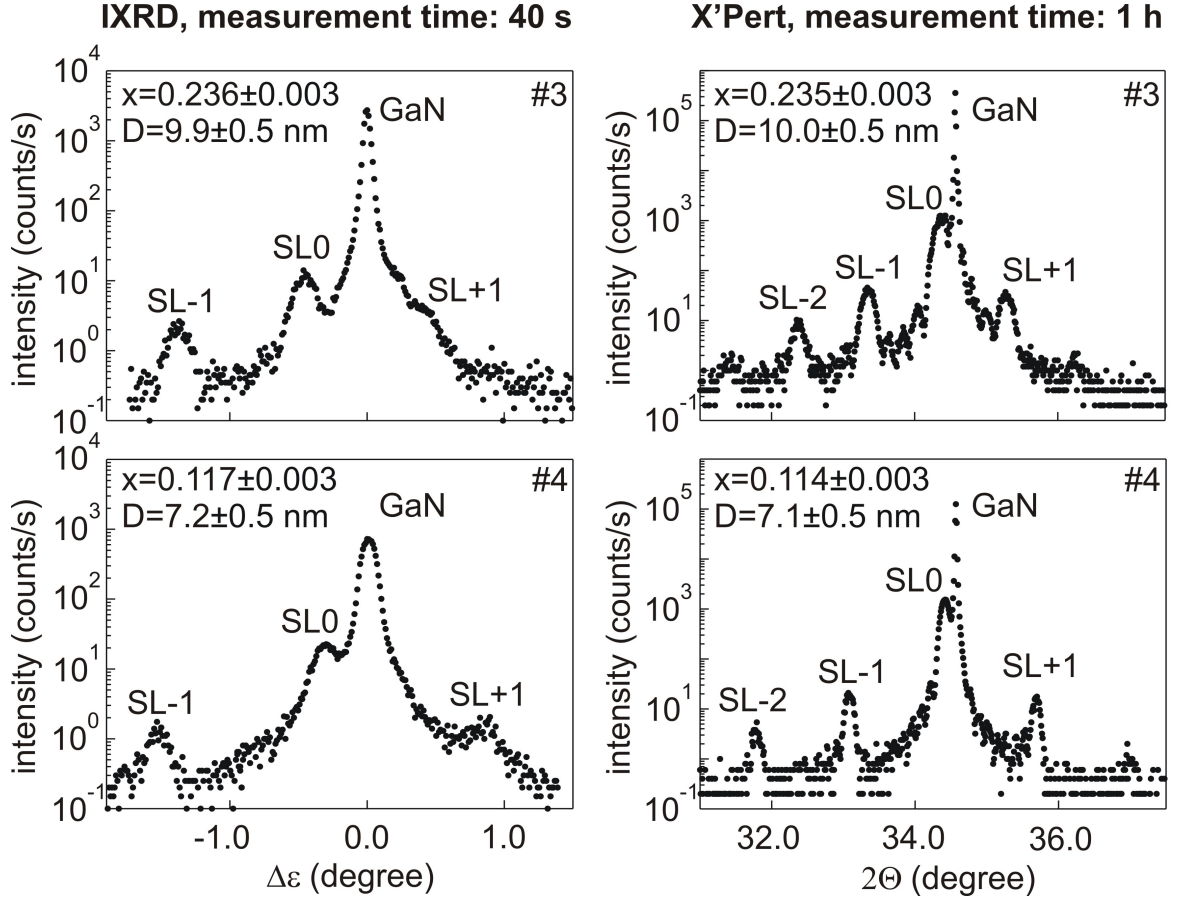 IXRD, measurement time: 40 s
X'Pert, measurement time: 1 h
10^4
10^3
10^2
10^1
10^0
10^-1
intensity (counts/s)
x=0.236±0.003
D=9.9±0.5 nm
#3
GaN
SL0
SL-1
SL+1
10^5
10^3
10^1
10^-1
intensity (counts/s)
x=0.235±0.003
D=10.0±0.5 nm
#3
GaN
SL0
SL-1
SL+1
SL-2
10^4
10^3
10^2
10^1
10^0
10^-1
intensity (counts/s)
x=0.117±0.003
D=7.2±0.5 nm
#4
GaN
SL0
SL-1
SL+1
-1.0 0.0 1.0
Δε (degree)
10^5
10^3
10^1
10^-1
intensity (counts/s)
x=0.114±0.003
D=7.1±0.5 nm
#4
GaN
SL0
SL-1
SL+1
SL-2
32.0 34.0 36.0
2Θ (degree)